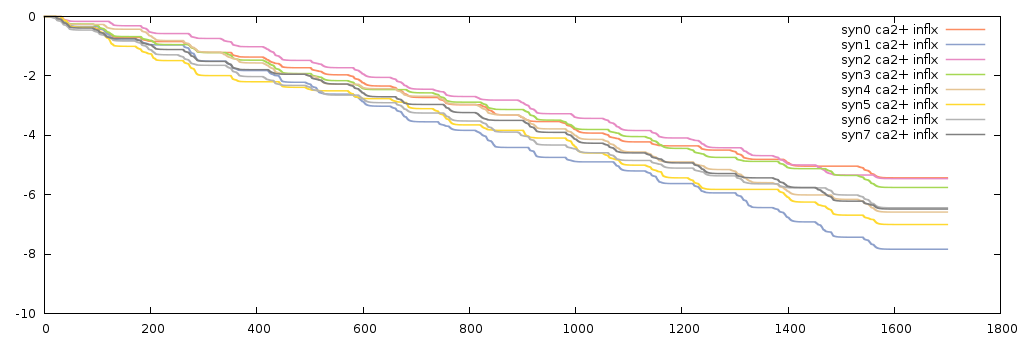 0
-2
-4
-6
-8
-10
0 200 400 600 800 1000 1200 1400 1600 1800
syn0 ca2+ inflx
syn1 ca2+ inflx
syn2 ca2+ inflx
syn3 ca2+ inflx
syn4 ca2+ inflx
syn5 ca2+ inflx
syn6 ca2+ inflx
syn7 ca2+ inflx